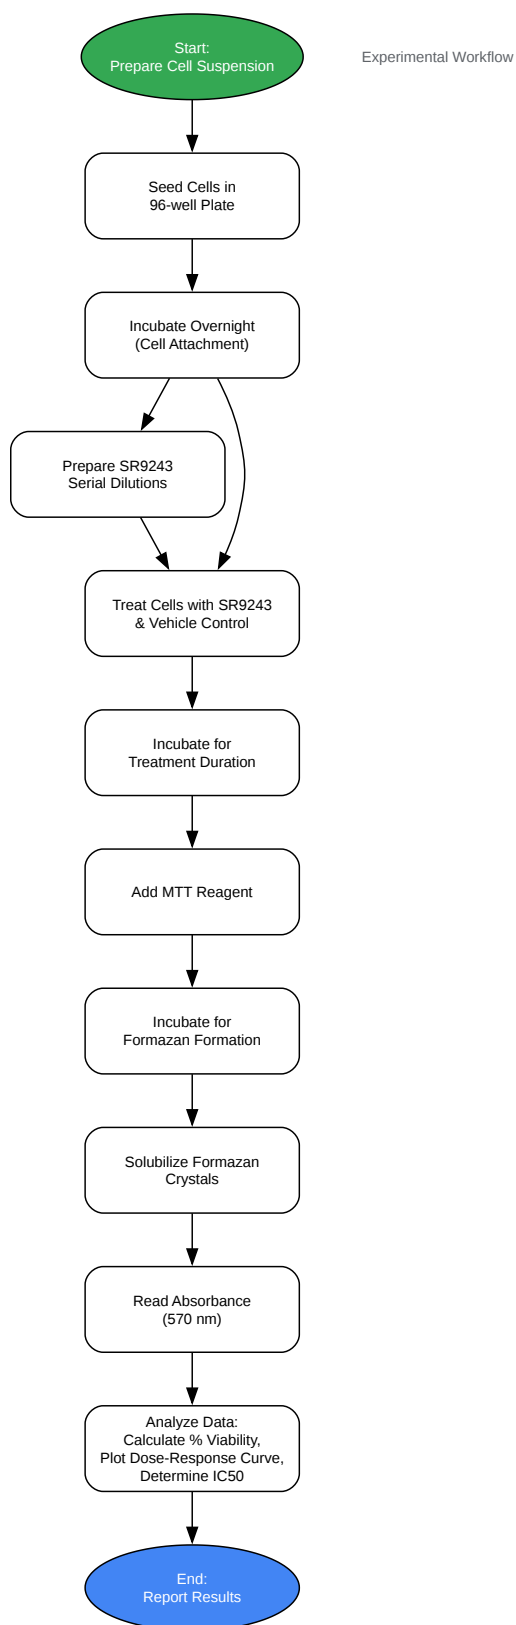 Start:
Prepare Cell Suspension
Experimental Workflow
Seed Cells in
96-well Plate
Incubate Overnight
(Cell Attachment)
Prepare SR9243
Serial Dilutions
Treat Cells with SR9243
& Vehicle Control
Incubate for
Treatment Duration
Add MTT Reagent
Incubate for
Formazan Formation
Solubilize Formazan
Crystals
Read Absorbance
(570 nm)
Analyze Data:
Calculate % Viability,
Plot Dose-Response Curve,
Determine IC50
End:
Report Results